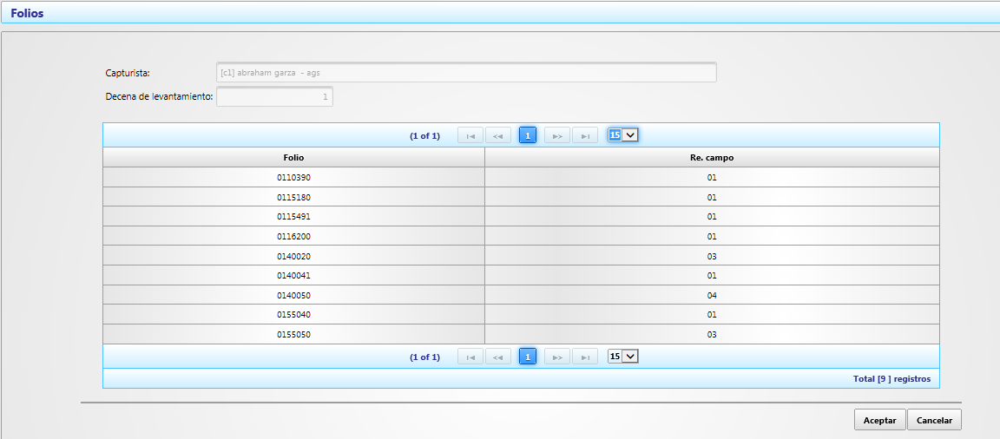 Folios
Capturista: [c1] abraham garza - ags
Decena de levantamiento: 1
(1 of 1) 1 15
Folio Re. campo
0110390 01
0115180 01
0115491 01
0116200 01
0140020 03
0140041 01
0140050 04
0155040 01
0155050 03
(1 of 1) 1 15
Total [9 ] registros
Aceptar Cancelar